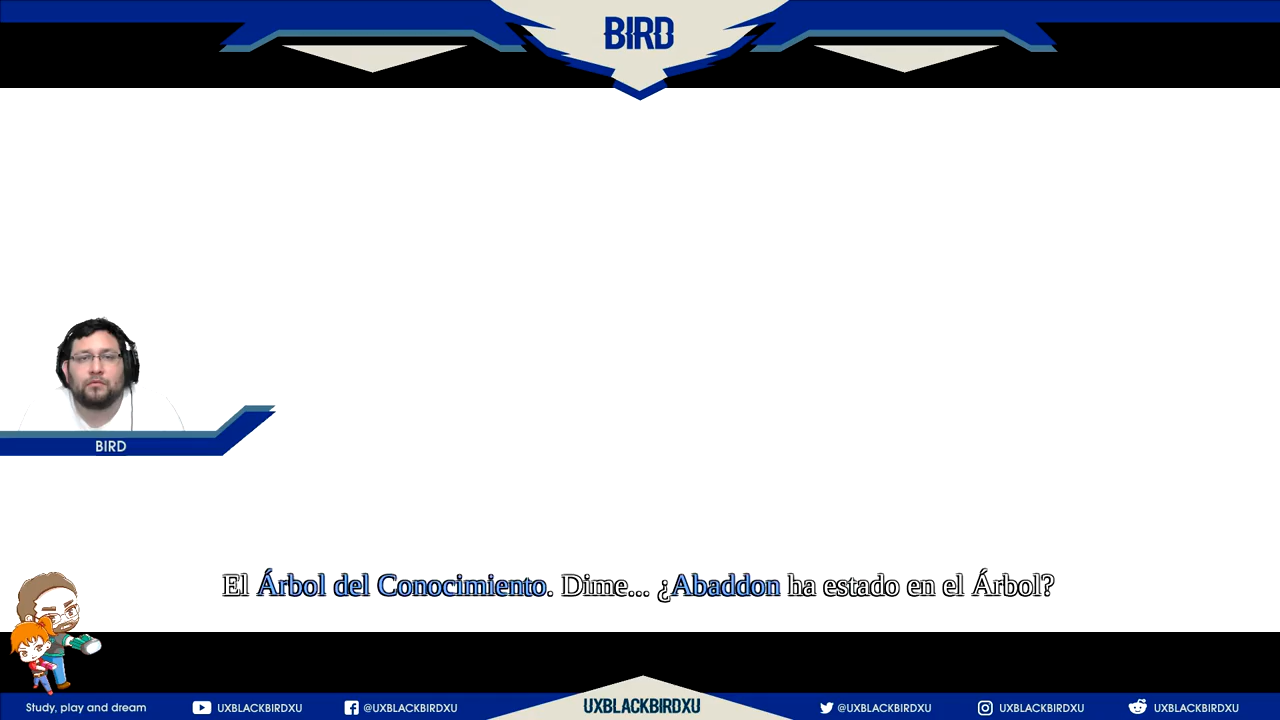 BIRD
BIRD
El Árbol del Conocimiento. Dime... ¿Abaddon ha estado en el Árbol?
Study, play and dream
UXBLACKBIRDXU
@UXBLACKBIRDXU
UXBLACKBIRDXU
@UXBLACKBIRDXU
UXBLACKBIRDXU
UXBLACKBIRDXU